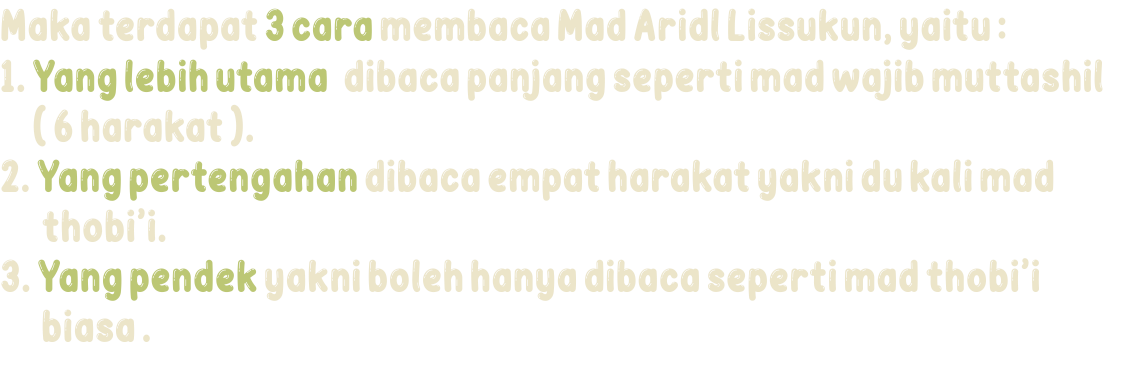 Maka terdapat 3 cara membaca Mad Aridl Lissukun, yaitu :
1. Yang lebih utama dibaca panjang seperti mad wajib muttashil
( 6 harakat ).
2. Yang pertengahan dibaca empat harakat yakni du kali mad
thobi’i.
3. Yang pendek yakni boleh hanya dibaca seperti mad thobi’i
biasa .